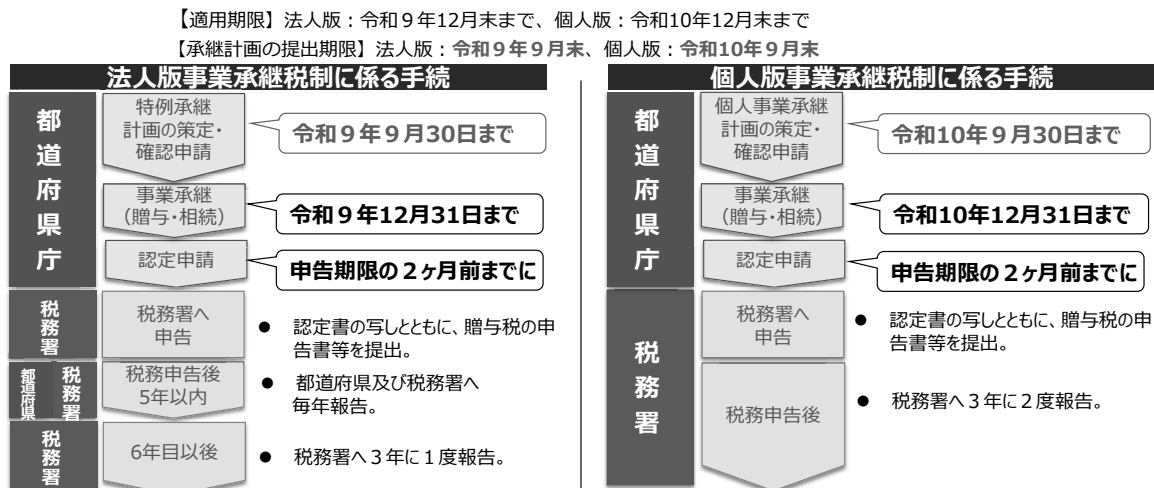 【適用期限】法人版：令和９年12月末まで、個人版：令和10年12月末まで
【承継計画の提出期限】法人版：令和９年９月末、個人版：令和10年９月末
法人版事業承継税制に係る手続
都道府県庁
特例承継
計画の策定・
確認申請
令和９年９月30日まで
事業承継
（贈与・相続）
令和９年12月31日まで
認定申請
申告期限の２ヶ月前までに
税務署
税務署へ
申告
● 認定書の写しとともに、贈与税の申
告書等を提出。
都道府県
税務署
税務申告後
5年以内
● 都道府県及び税務署へ
毎年報告。
税務署
6年目以後
● 税務署へ３年に１度報告。
個人版事業承継税制に係る手続
都道府県庁
個人事業承継
計画の策定・
確認申請
令和10年９月30日まで
事業承継
（贈与・相続）
令和10年12月31日まで
認定申請
申告期限の２ヶ月前までに
税務署
税務署へ
申告
● 認定書の写しとともに、贈与税の申
告書等を提出。
税務申告後
● 税務署へ３年に２度報告。